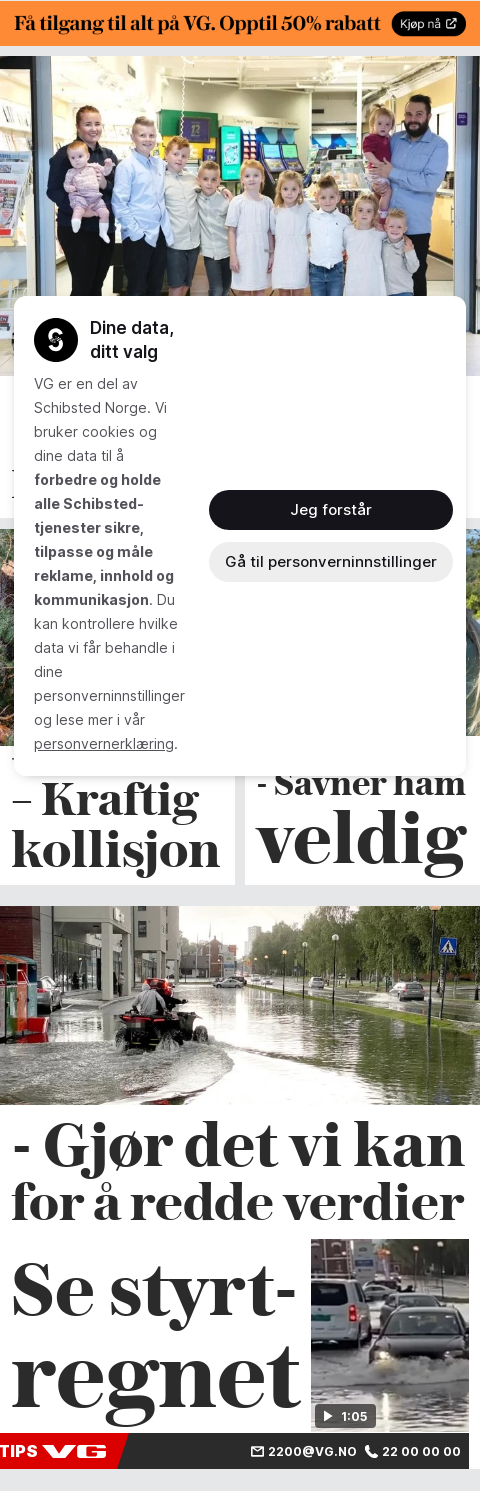 Få tilgang til alt på VG. Opptil 50% rabatt
Kjøp nå
Dine data,
ditt valg
VG er en del av
Schibsted Norge. Vi
bruker cookies og
dine data til å
forbedre og holde
alle Schibsted-
tjenester sikre,
tilpasse og måle
reklame, innhold og
kommunikasjon. Du
kan kontrollere hvilke
data vi får behandle i
dine
personverninnstillinger
og lese mer i vår
personvernerklæring.
Jeg forstår
Gå til personverninnstillinger
– Kraftig
kollisjon
- Savner ham
veldig
- Gjør det vi kan
for å redde verdier
Se styrt-
regnet
1:05
TIPS VG
2200@VG.NO 22 00 00 00